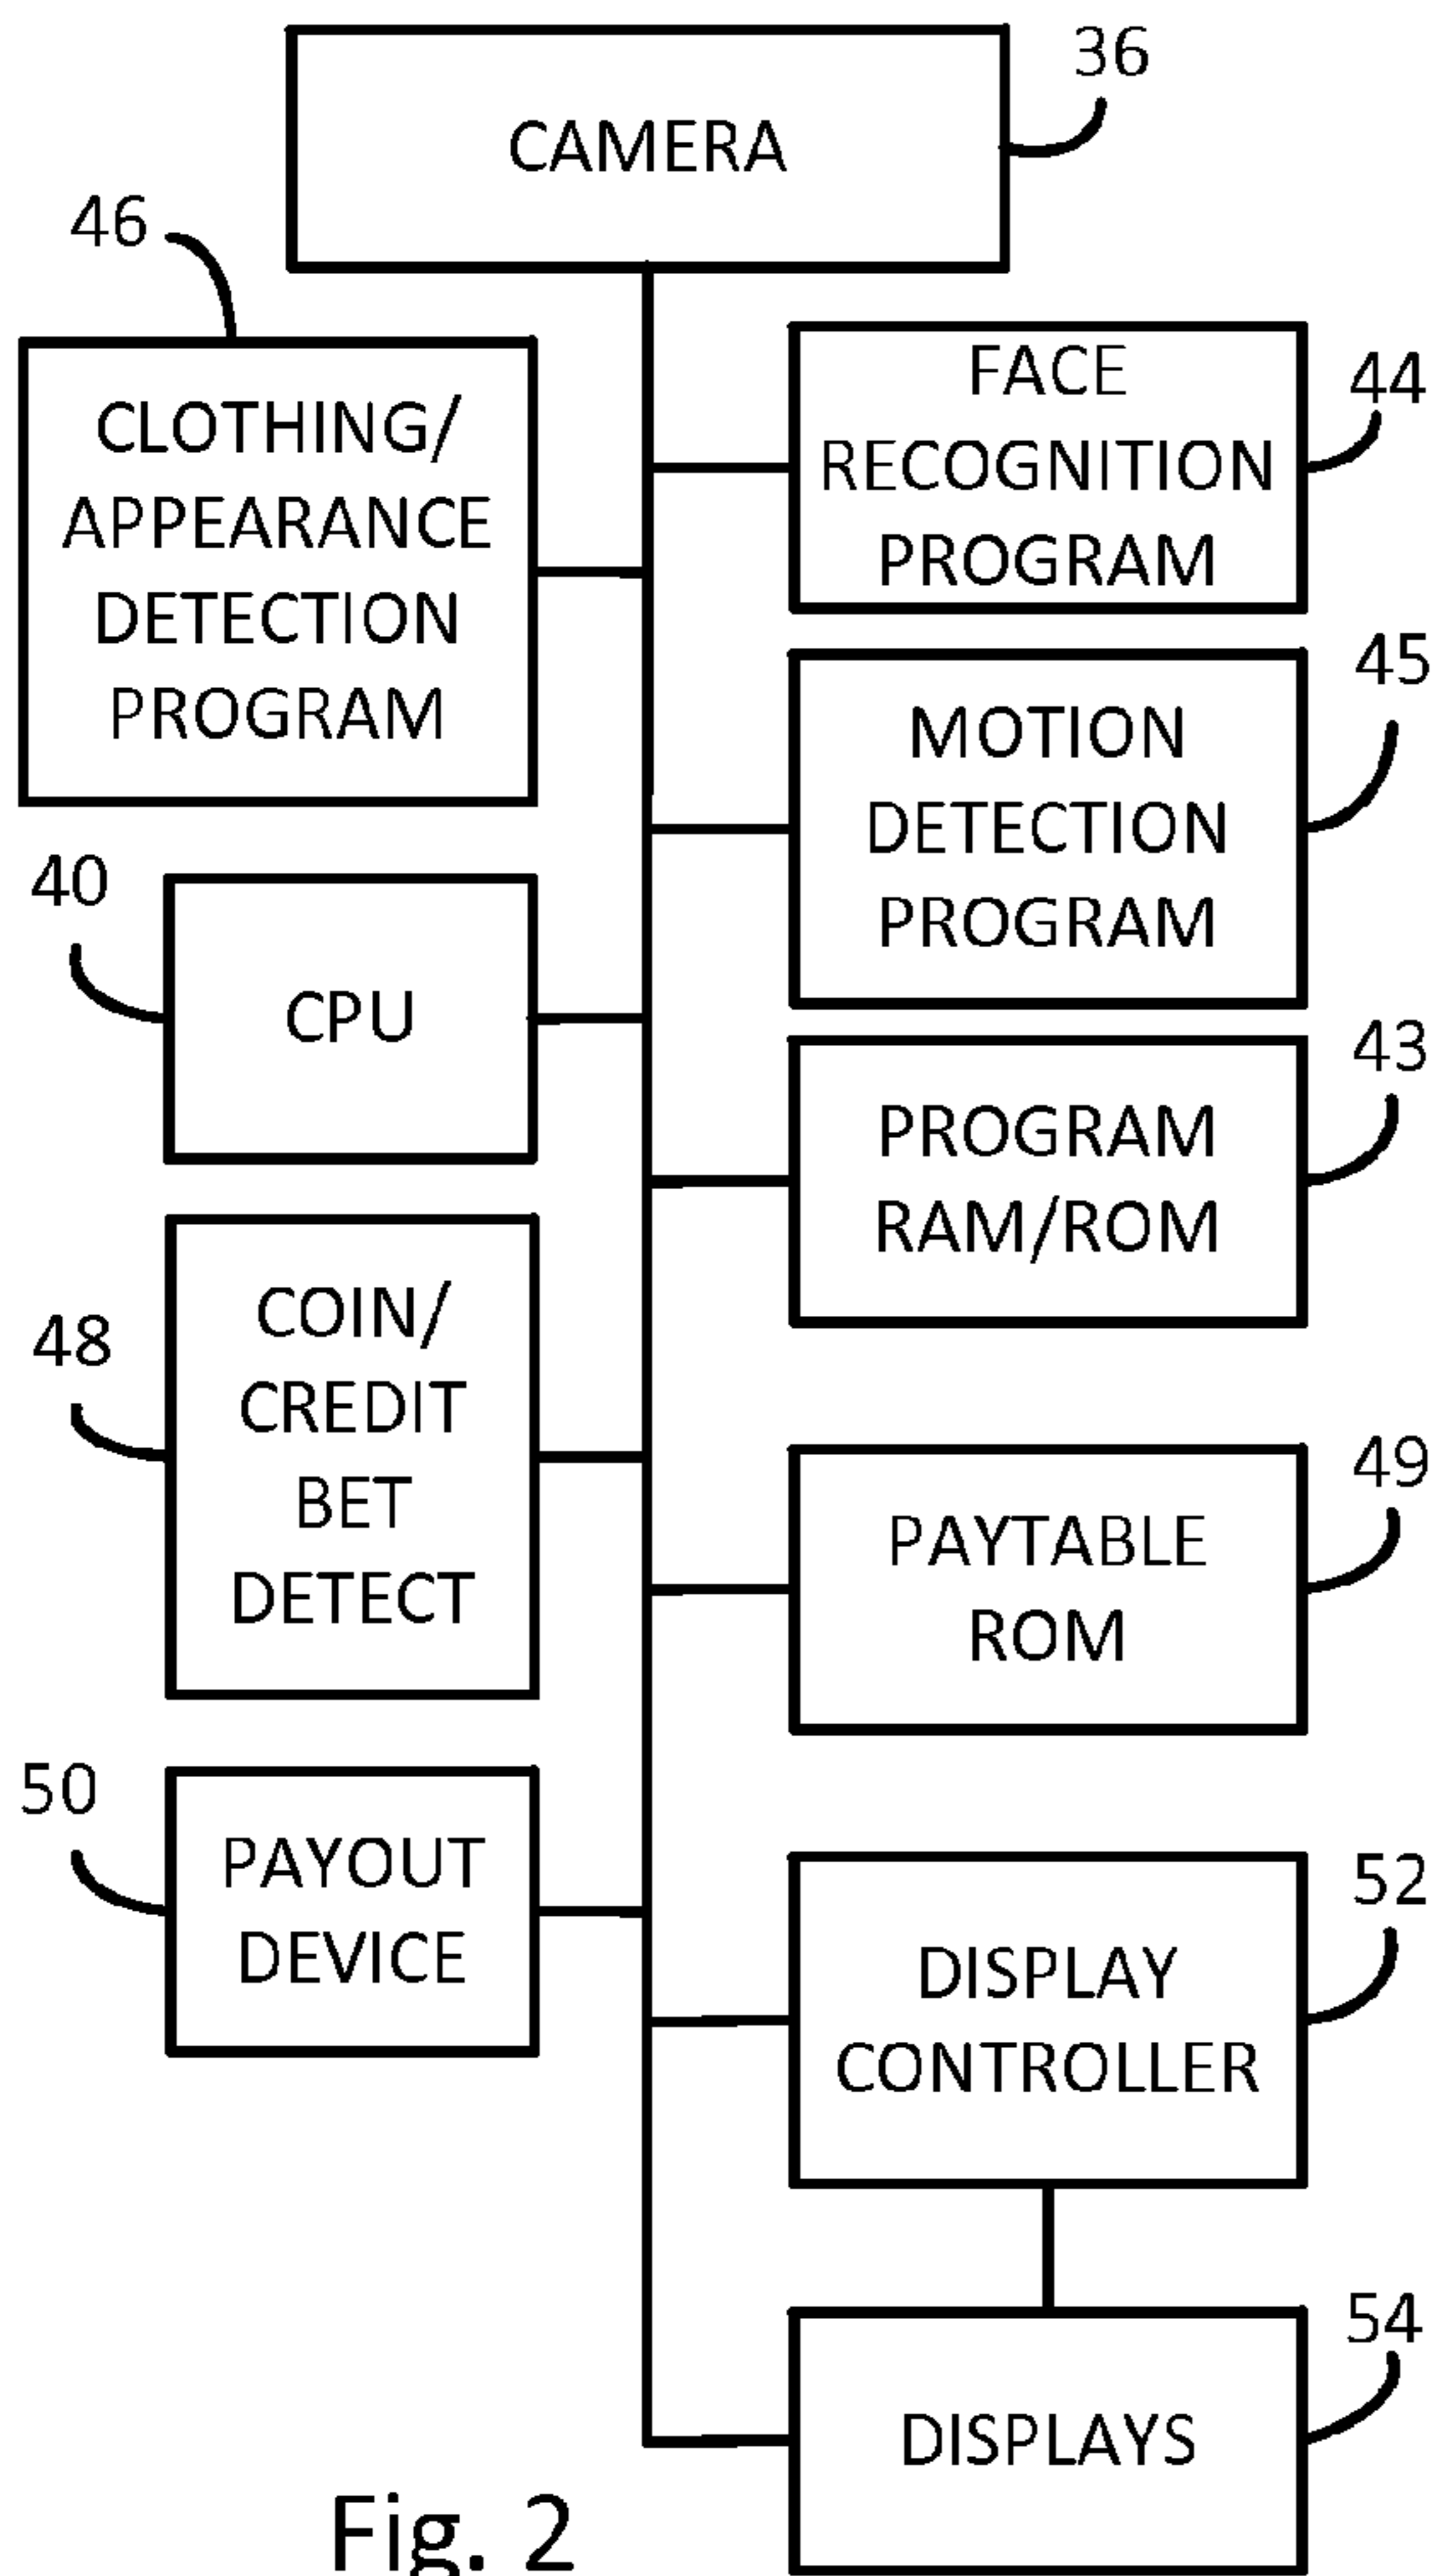 36
CAMERA
46
CLOTHING/
APPEARANCE
DETECTION
PROGRAM
FACE
RECOGNITION
PROGRAM
44
45
MOTION
DETECTION
PROGRAM
40
CPU
43
PROGRAM
RAM/ROM
48
COIN/
CREDIT
BET
DETECT
49
PAYTABLE
ROM
50
PAYOUT
DEVICE
52
DISPLAY
CONTROLLER
54
DISPLAYS
Fig. 2